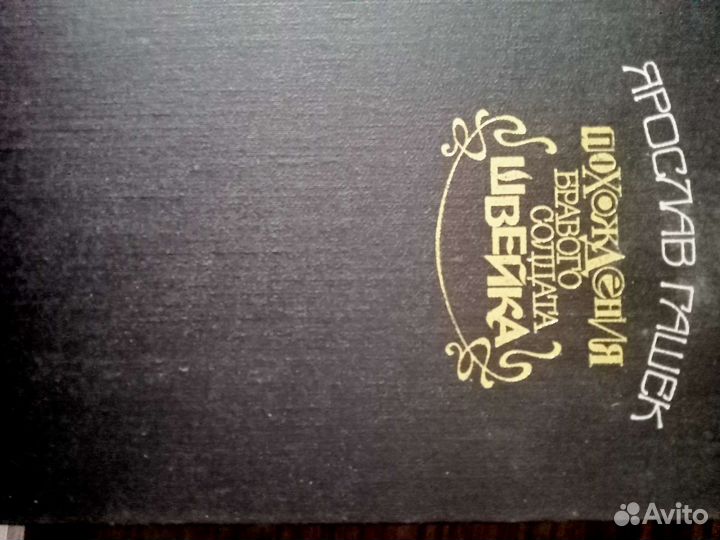 ЯРОСЛАВ ГАШЕК
ПОХОЖДЕНИЯ
БРАВОГО
СОЛДАТА
ШВЕЙКА
Avito